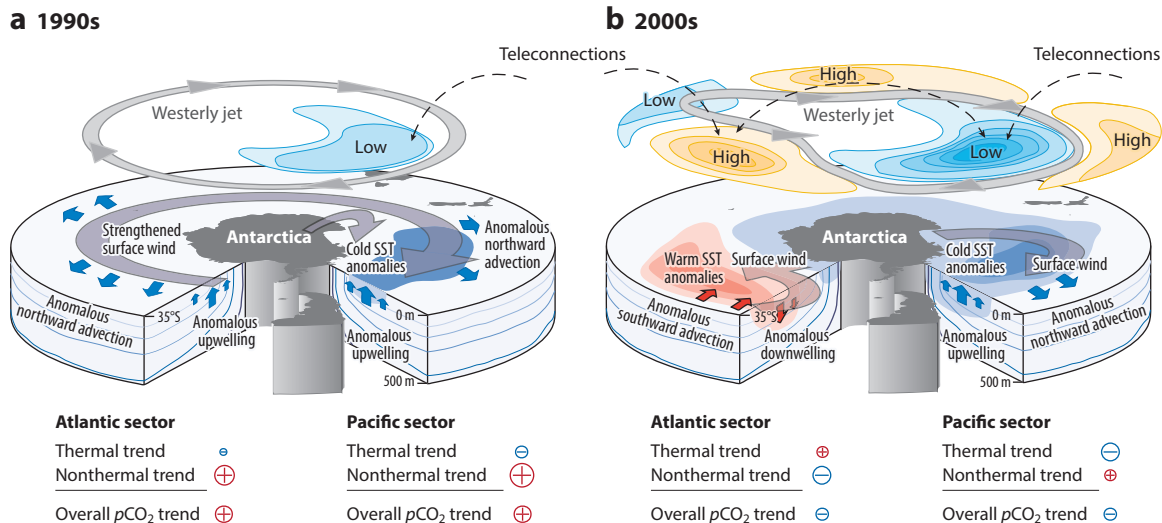 a 1990s
Teleconnections
Westerly jet
Low
Strengthened
surface wind
Antarctica
Cold SST
anomalies
Anomalous
northward
advection
Anomalous
northward advection
35°S
Anomalous
upwelling
Anomalous
upwelling
0 m
500 m
Atlantic sector
Thermal trend
Nonthermal trend
Overall pCO₂ trend
Pacific sector
Thermal trend
Nonthermal trend
Overall pCO₂ trend
b 2000s
Teleconnections
High
Low
Westerly jet
High
Low
High
Antarctica
Warm SST
anomalies
Surface wind
Cold SST
anomalies
Surface wind
Anomalous
southward advection
35°S
Anomalous
downwelling
Anomalous
upwelling
0 m
500 m
Anomalous
northward advection
Atlantic sector
Thermal trend
Nonthermal trend
Overall pCO₂ trend
Pacific sector
Thermal trend
Nonthermal trend
Overall pCO₂ trend